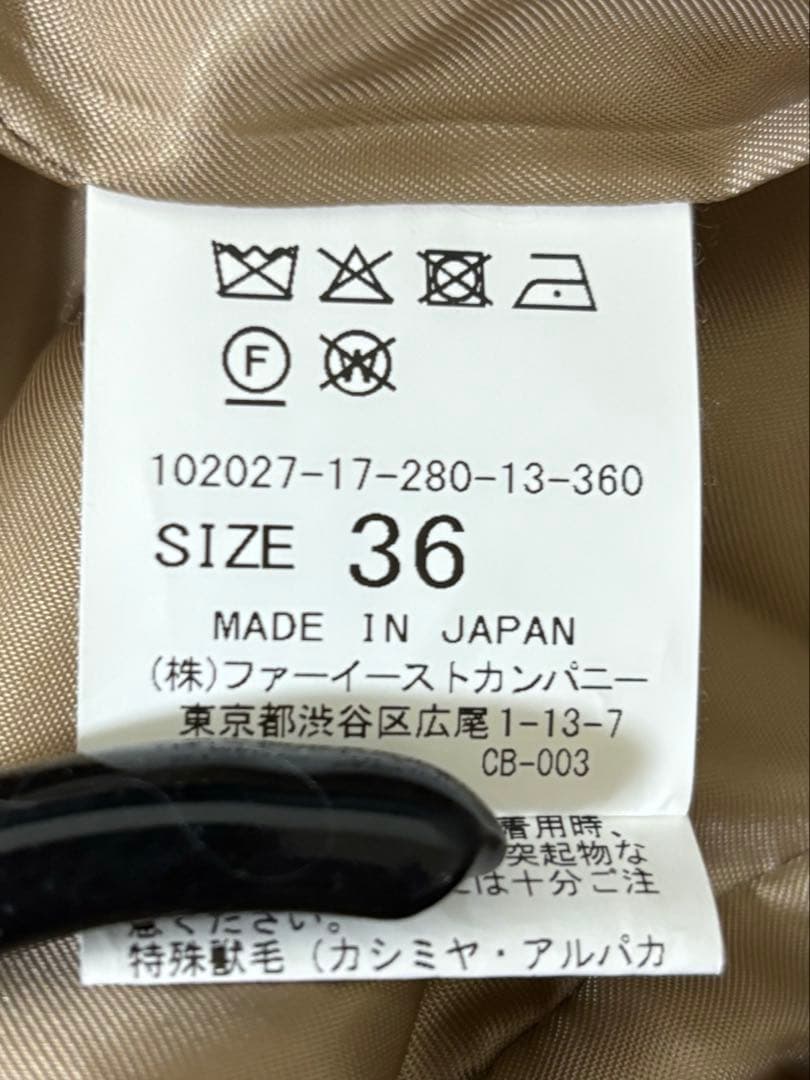 F W
102027-17-280-13-360
SIZE 36
MADE IN JAPAN
(株)ファーイーストカンパニー
東京都渋谷区広尾1-13-7
CB-003
着用時、
突起物な
は十分ご注
意ください。
特殊獣毛(カシミヤ・アルパカ